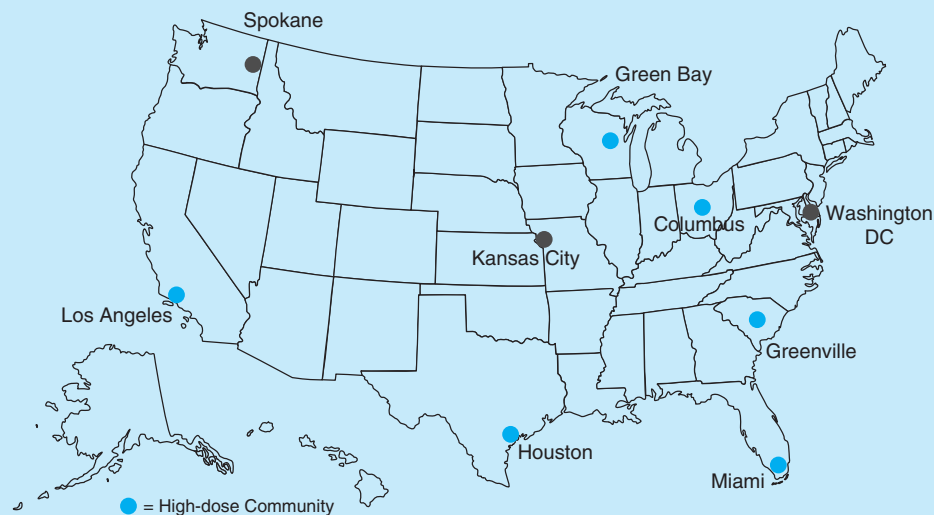 Spokane
Green Bay
Columbus
Washington
DC
Kansas City
Los Angeles
Greenville
Houston
Miami
= High-dose Community